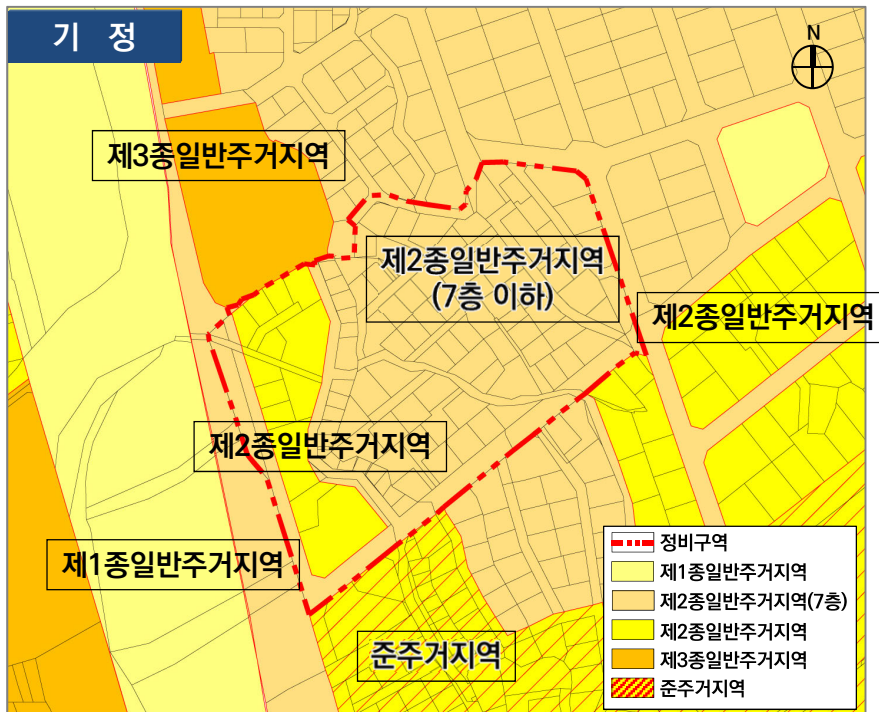 기 정
N
제3종일반주거지역
제2종일반주거지역
(7층 이하)
제2종일반주거지역
제2종일반주거지역
제1종일반주거지역
준주거지역
정비구역
제1종일반주거지역
제2종일반주거지역(7층)
제2종일반주거지역
제3종일반주거지역
준주거지역